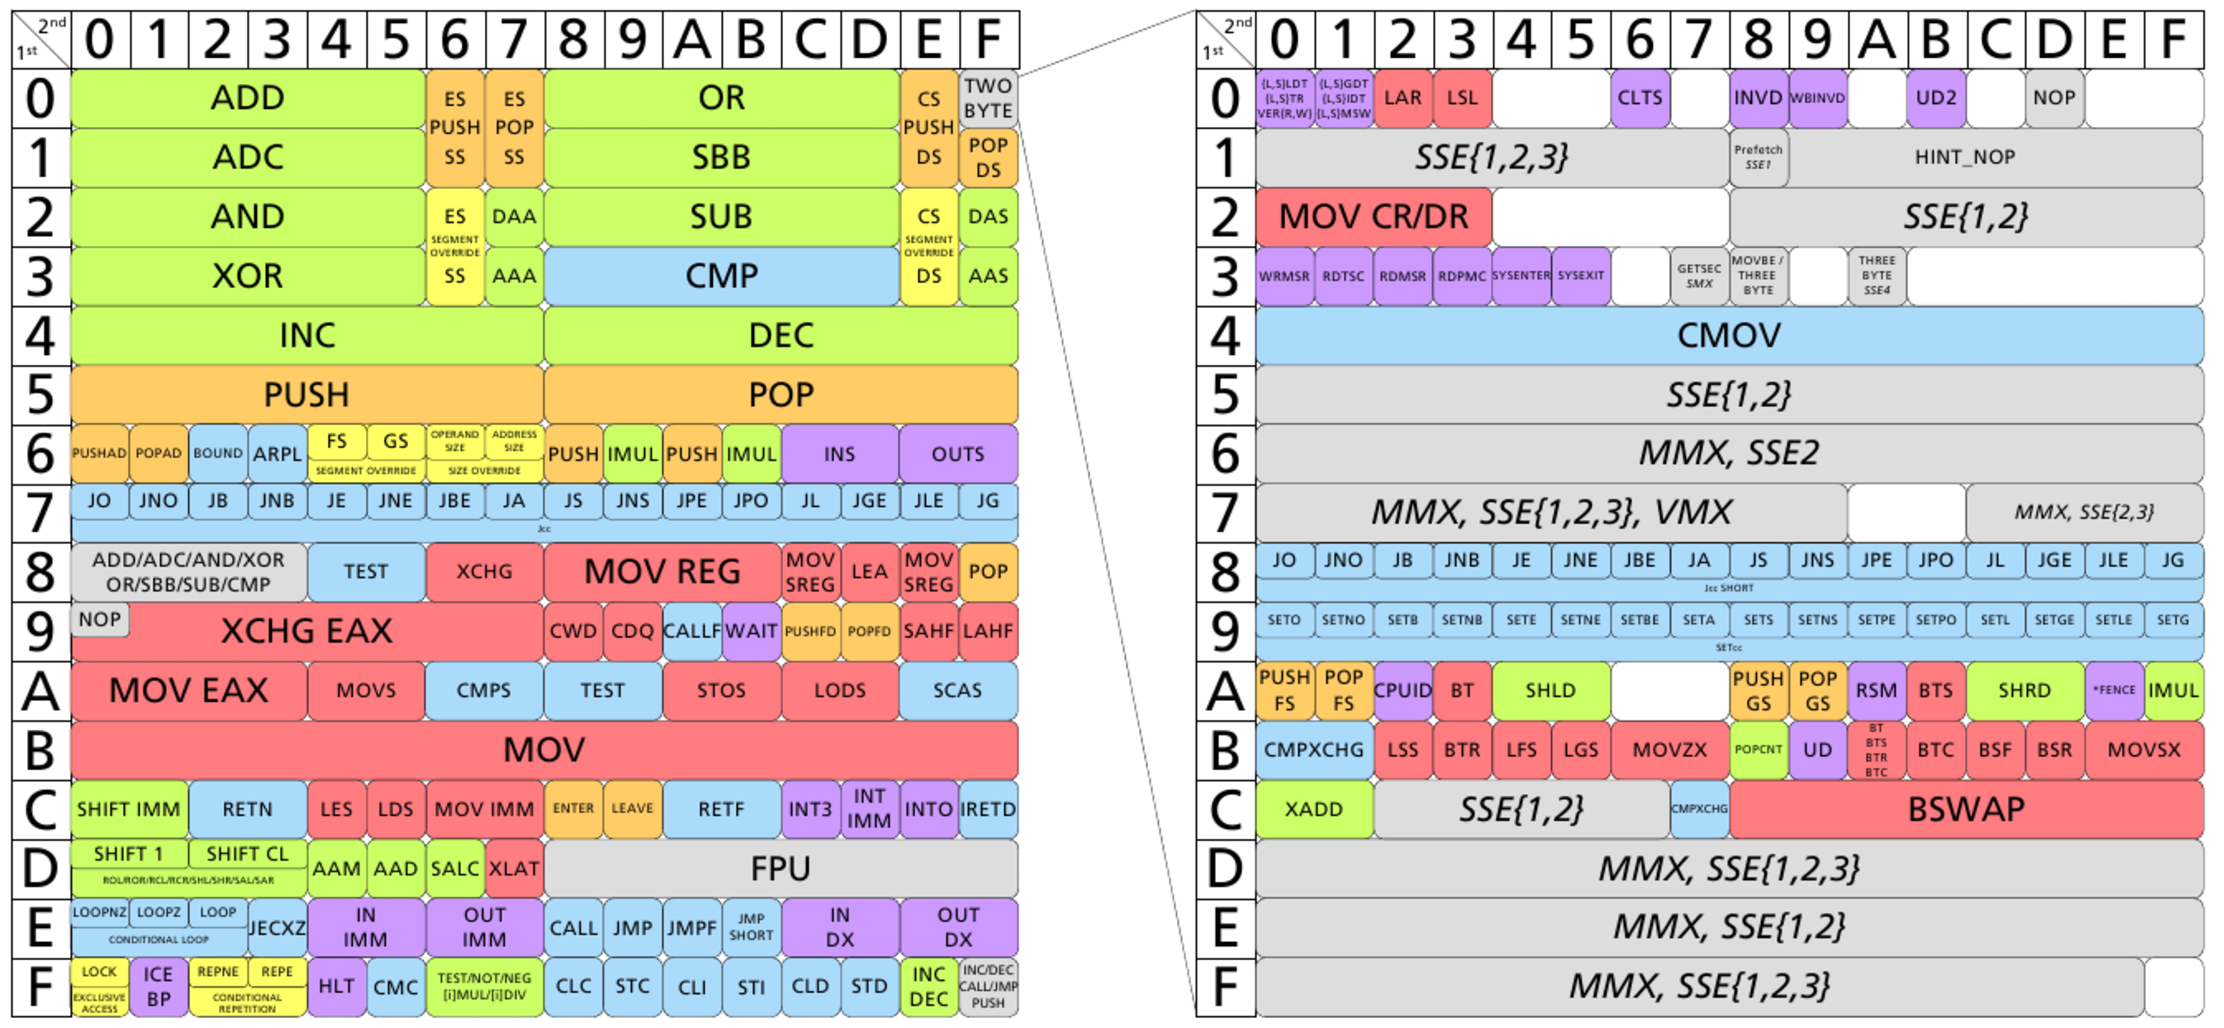 2nd 0 1 2 3 4 5 6 7 8 9 A B C D E F
1st
0 ADD ES PUSH SS ES POP SS OR CS PUSH DS TWO BYTE
1 ADC SBB POP DS
2 AND ES DAA SUB CS DAS
SEGMENT OVERRIDE SEGMENT OVERRIDE
3 XOR SS AAA CMP DS AAS
4 INC DEC
5 PUSH POP
6 PUSHAD POPAD BOUND ARPL FS GS OPERAND SIZE ADDRESS SIZE PUSH IMUL PUSH IMUL INS OUTS
SEGMENT OVERRIDE SIZE OVERRIDE
7 JO JNO JB JNB JE JNE JBE JA JS JNS JPE JPO JL JGE JLE JG
Jcc
8 ADD/ADC/AND/XOR OR/SBB/SUB/CMP TEST XCHG MOV REG MOV SREG LEA MOV SREG POP
9 NOP XCHG EAX CWD CDQ CALLF WAIT PUSHFD POPFD SAHF LAHF
A MOV EAX MOVS CMPS TEST STOS LODS SCAS
B MOV
C SHIFT IMM RETN LES LDS MOV IMM ENTER LEAVE RETF INT3 INT IMM INTO IRETD
D SHIFT 1 SHIFT CL AAM AAD SALC XLAT FPU
ROL/ROR/RCL/RCR/SHL/SHR/SAL/SAR
E LOOPNZ LOOPZ LOOP JECXZ IN IMM OUT IMM CALL JMP JMPF JMP SHORT IN DX OUT DX
CONDITIONAL LOOP
F LOCK ICE BP REPNE REPE HLT CMC TEST/NOT/NEG [i]MUL/[i]DIV CLC STC CLI STI CLD STD INC DEC INC/DEC CALL/JMP PUSH
EXCLUSIVE ACCESS CONDITIONAL REPETITION
2nd 0 1 2 3 4 5 6 7 8 9 A B C D E F
1st
0 {L,S}LDT {L,S}TR VER{R,W} {L,S}GDT {L,S}IDT {L,S}MSW LAR LSL CLTS INVD WBINVD UD2 NOP
1 SSE{1,2,3} Prefetch SSE1 HINT_NOP
2 MOV CR/DR SSE{1,2}
3 WRMSR RDTSC RDMSR RDPMC SYSENTER SYSEXIT GETSEC SMX MOVBE / THREE BYTE THREE BYTE SSE4
4 CMOV
5 SSE{1,2}
6 MMX, SSE2
7 MMX, SSE{1,2,3}, VMX MMX, SSE{2,3}
8 JO JNO JB JNB JE JNE JBE JA JS JNS JPE JPO JL JGE JLE JG
Jcc SHORT
9 SETO SETNO SETB SETNB SETE SETNE SETBE SETA SETS SETNS SETPE SETPO SETL SETGE SETLE SETG
SETcc
A PUSH FS POP FS CPUID BT SHLD PUSH GS POP GS RSM BTS SHRD *FENCE IMUL
B CMPXCHG LSS BTR LFS LGS MOVZX POPCNT UD BT BTS BTR BTC BTC BSF BSR MOVSX
C XADD SSE{1,2} CMPXCHG BSWAP
D MMX, SSE{1,2,3}
E MMX, SSE{1,2}
F MMX, SSE{1,2,3}